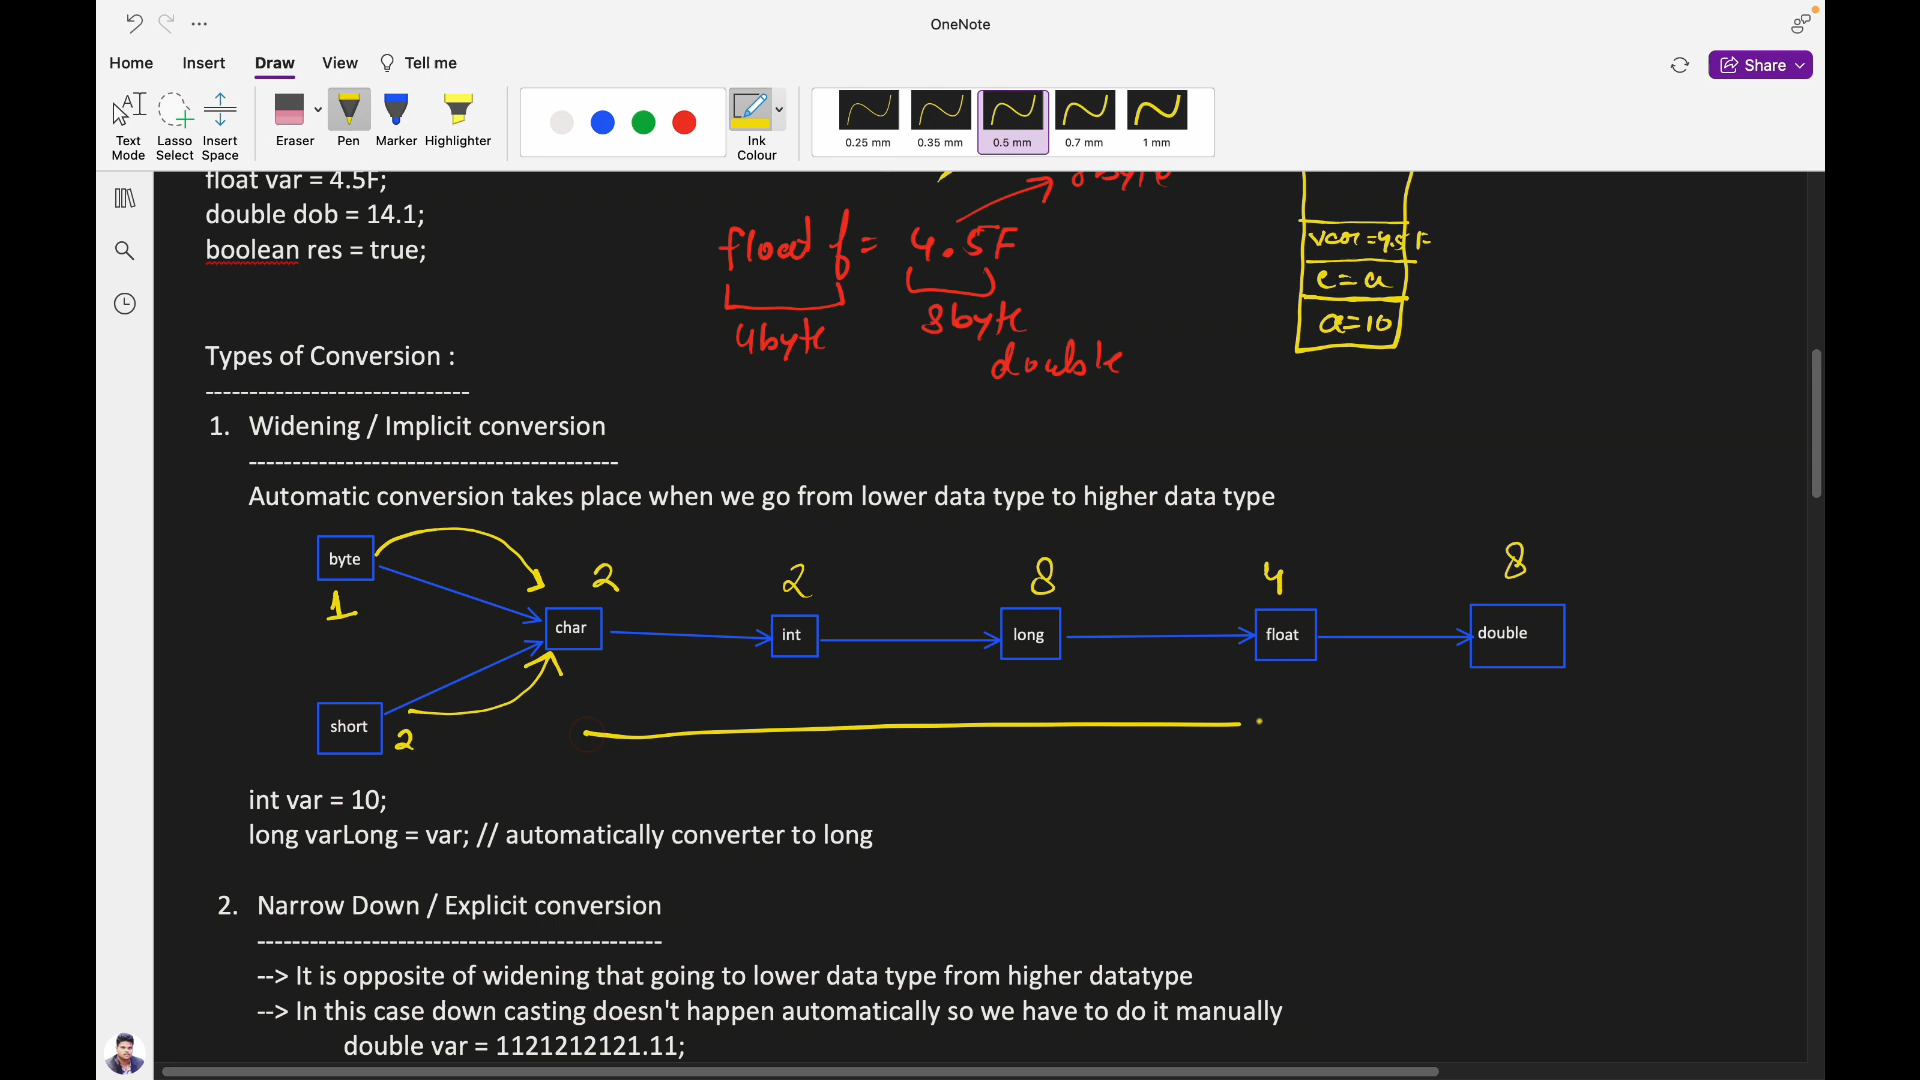 OneNote
Home Insert Draw View Tell me
Share
Text Mode
Lasso Select
Insert Space
Eraser
Pen
Marker
Highlighter
Ink Colour
0.25 mm
0.35 mm
0.5 mm
0.7 mm
1 mm
float var = 4.5F;
double dob = 14.1;
boolean res = true;
float f = 4.5F
4byte
8byte
double
8byte
var=4.5 F
c=a
a=10
Types of Conversion :
------------------------------
1. Widening / Implicit conversion
------------------------------------------
Automatic conversion takes place when we go from lower data type to higher data type
byte
1
short
2
char
2
int
2
long
8
float
4
double
8
int var = 10;
long varLong = var; // automatically converter to long
2. Narrow Down / Explicit conversion
----------------------------------------------
--> It is opposite of widening that going to lower data type from higher datatype
--> In this case down casting doesn't happen automatically so we have to do it manually
double var = 1121212121.11;